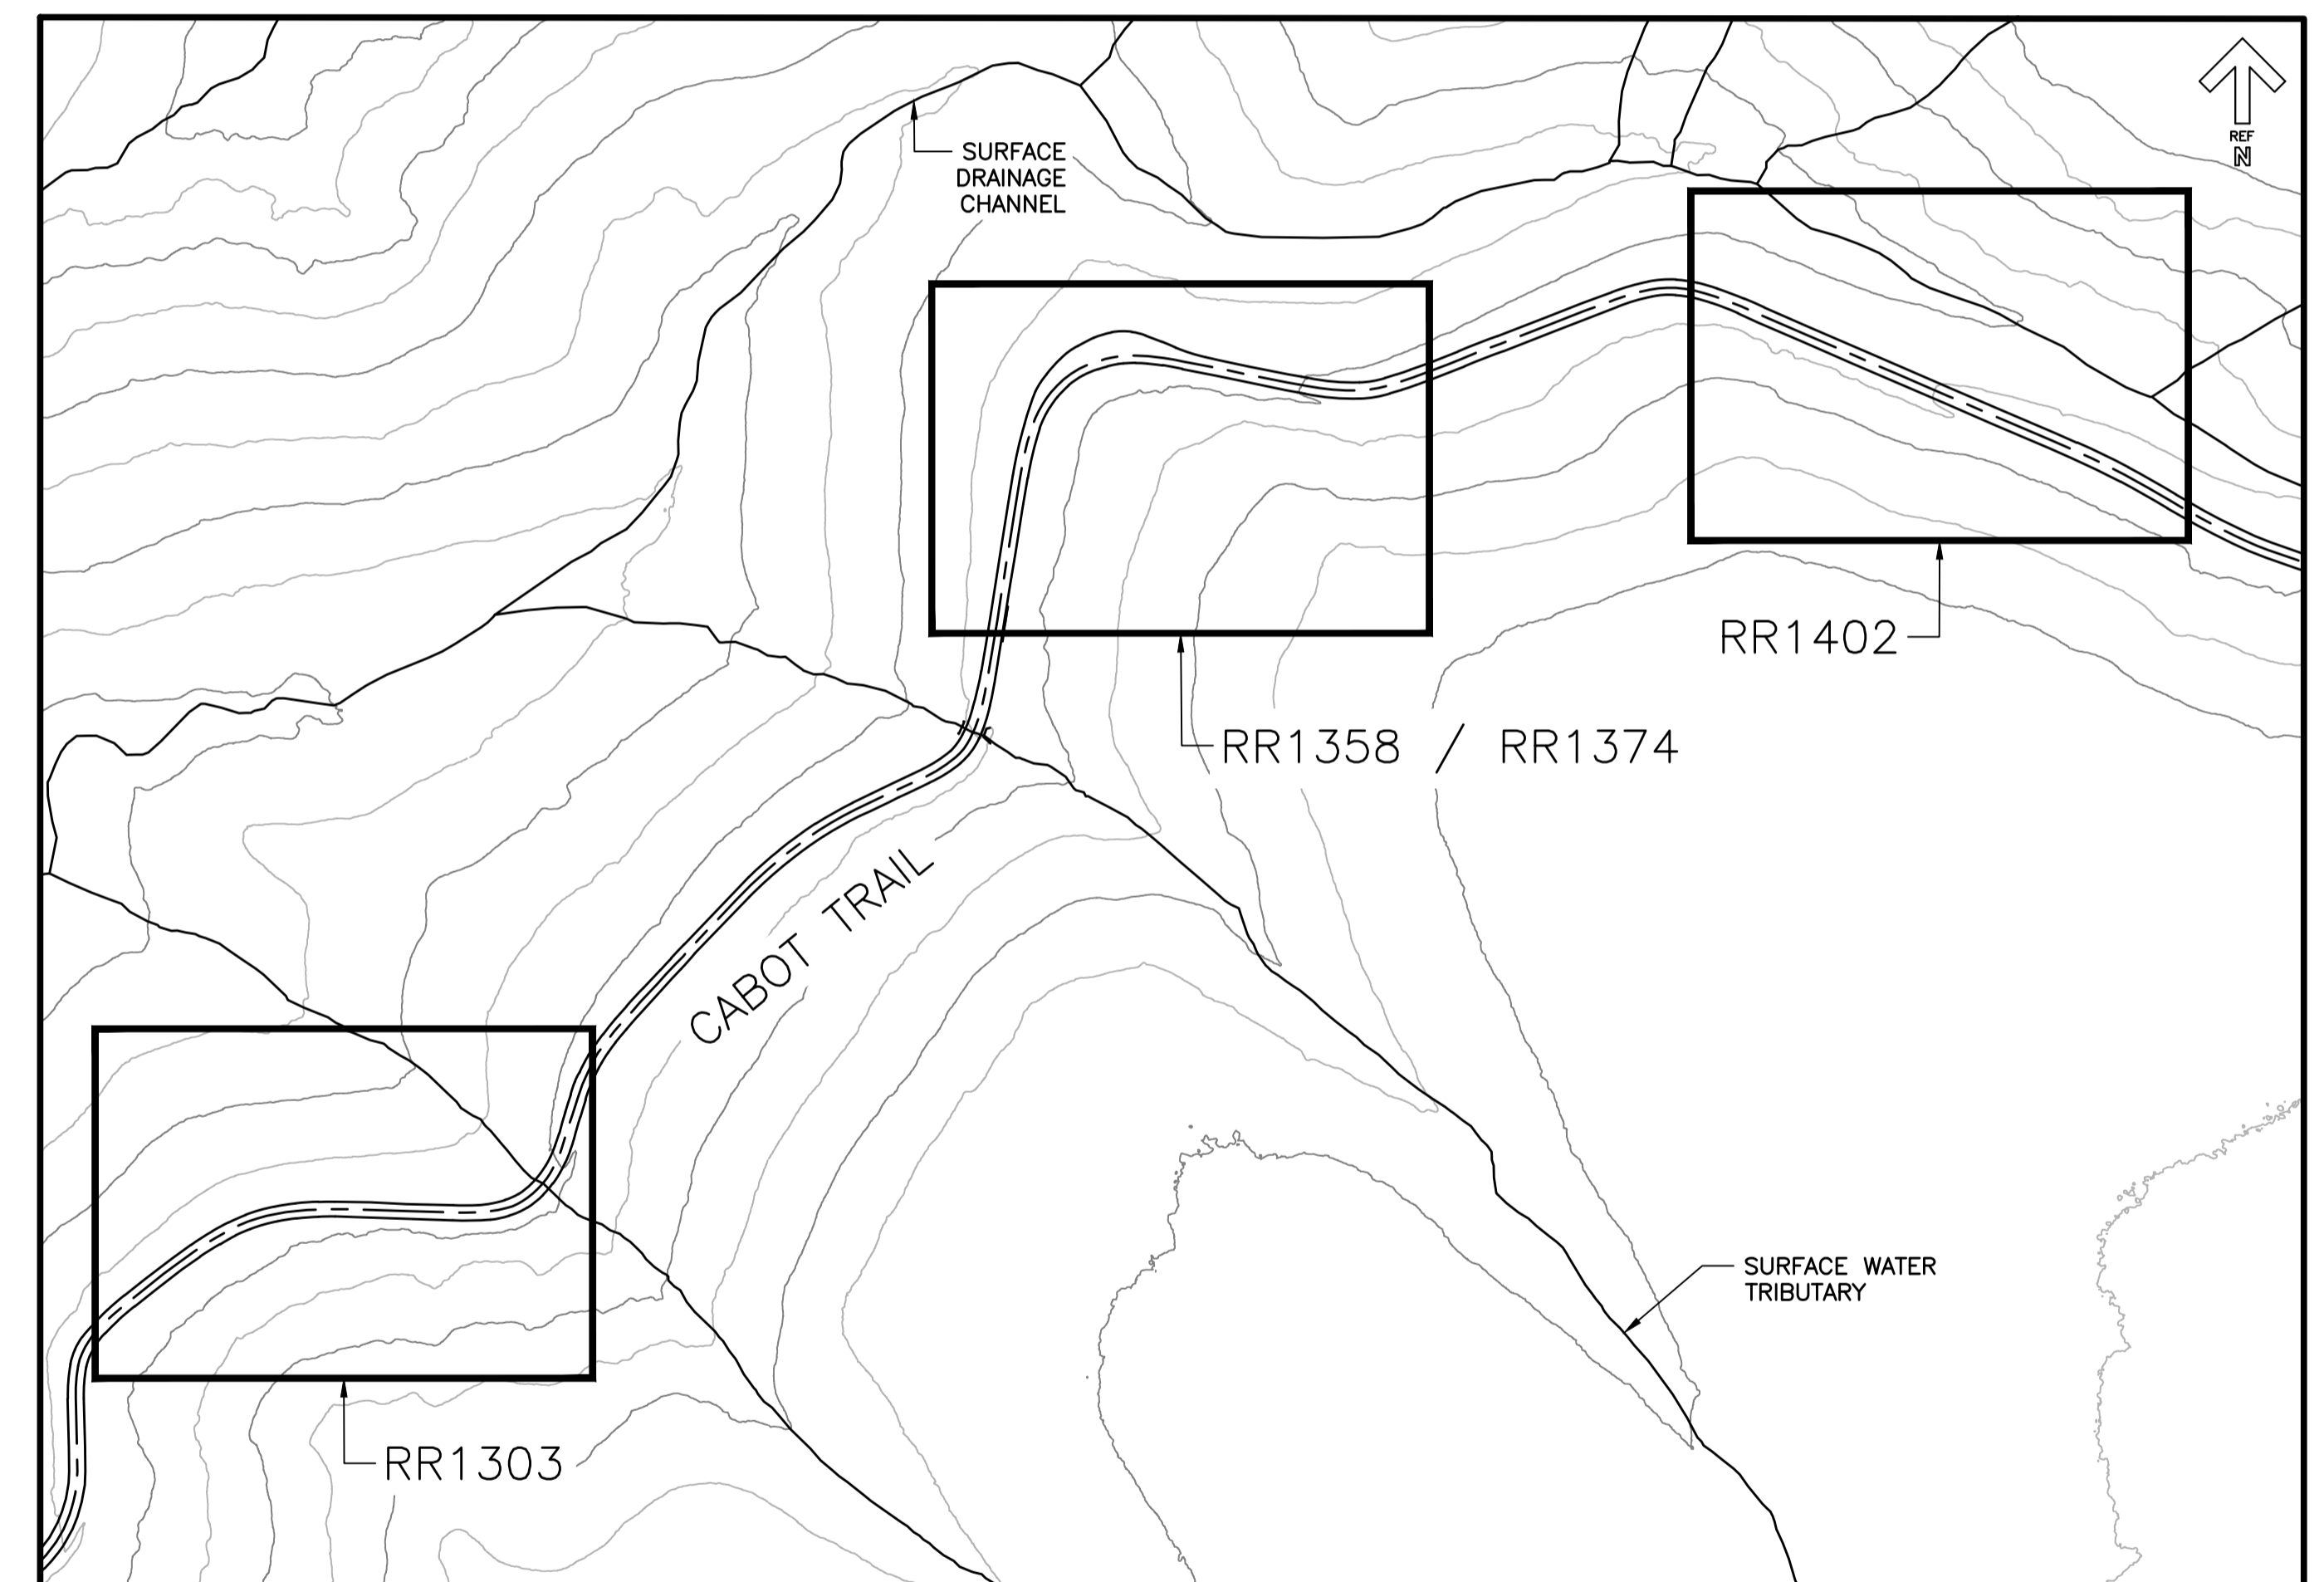 REF
N
SURFACE
DRAINAGE
CHANNEL
RR1402
RR1358 / RR1374
CABOT TRAIL
SURFACE WATER
TRIBUTARY
RR1303